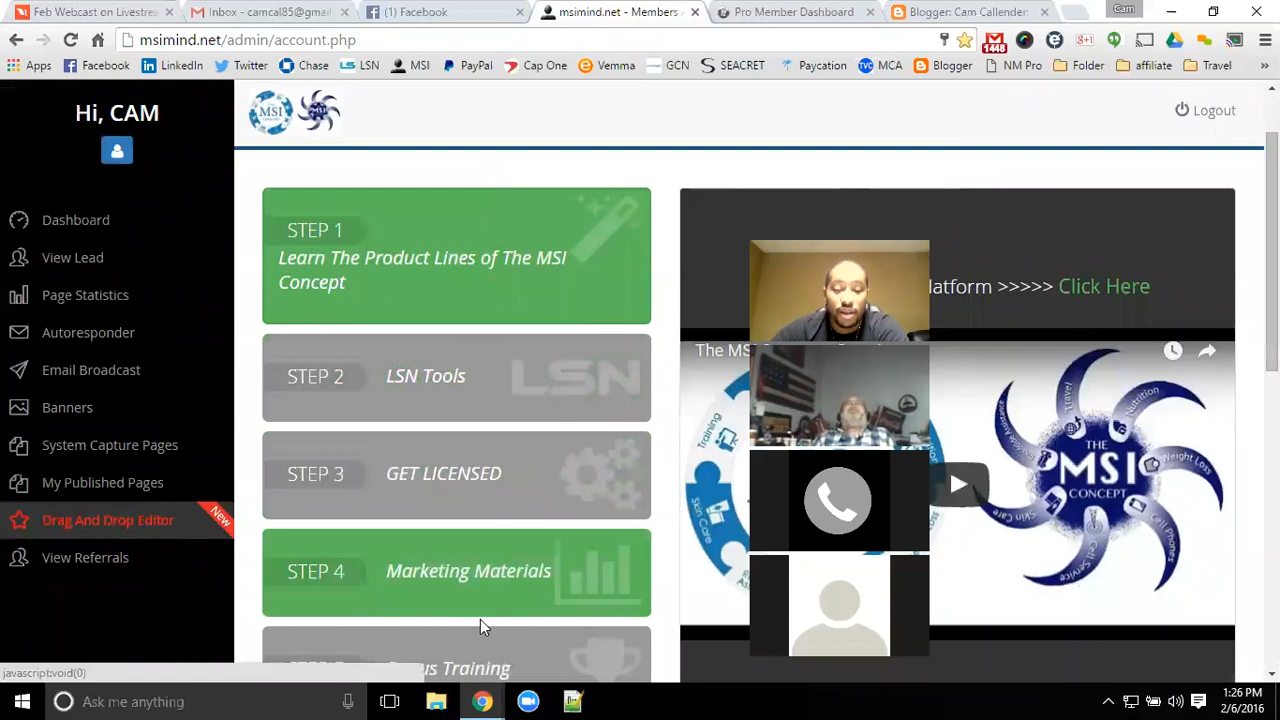 Feb Webcast on Livestre
Inbox - camcal85@gmail
(1) Facebook
msimind.net - Members
Pro Member Dashboard
Blogger: Cam Callender
Cam
msimind.net/admin/account.php
1448
Apps
Facebook
LinkedIn
Twitter
Chase
LSN
MSI
PayPal
Cap One
Vemma
GCN
SEACRET
Paycation
TVC
MCA
Blogger
NM Pro
Folder
affiliate
Travel
Hi, CAM
Dashboard
View Lead
Page Statistics
Autoresponder
Email Broadcast
Banners
System Capture Pages
My Published Pages
Drag And Drop Editor
New
View Referrals
THE
MSI
CONCEPT
Logout
STEP 1
Learn The Product Lines of The MSI
Concept
STEP 2
LSN Tools
LSN
STEP 3
GET LICENSED
STEP 4
Marketing Materials
us Training
latform >>>>> Click Here
The MS
Training
Skin Care
THE
MSI
CONCEPT
Travel
Nutrition
Weight Loss
Cell Phones
Cell Service
Skin Care
javascript:void(0)
Ask me anything
1:26 PM
2/6/2016